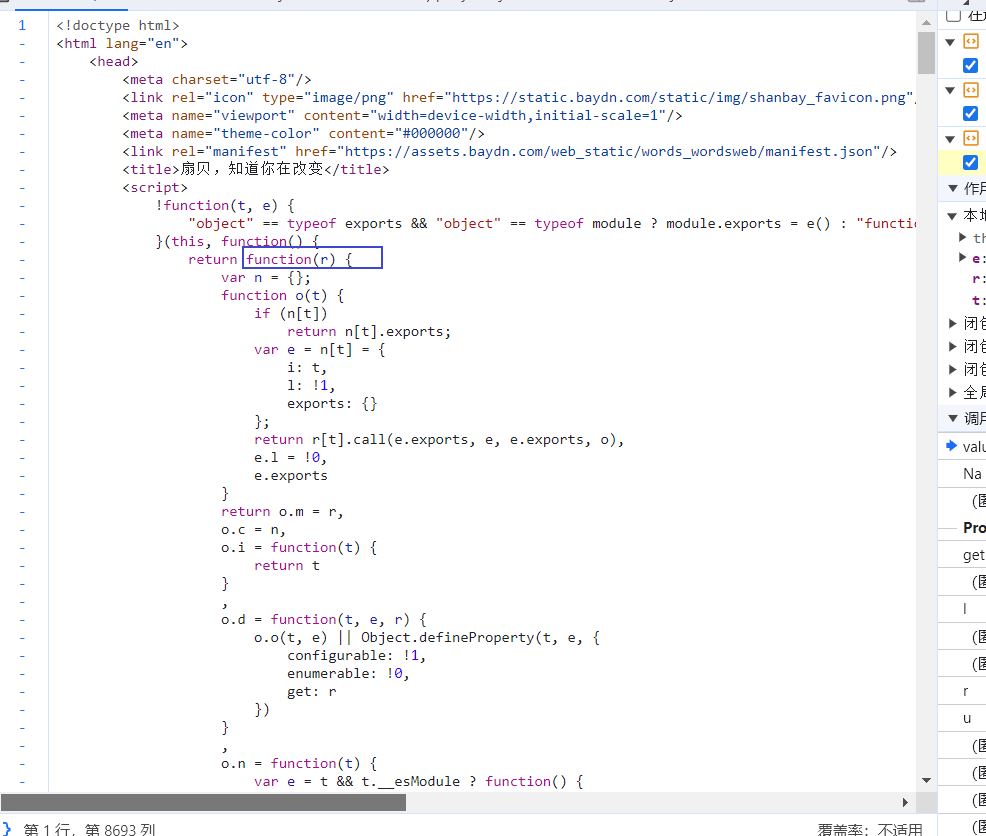 1 <!doctype html>
- <html lang="en">
- <head>
- <meta charset="utf-8"/>
- <link rel="icon" type="image/png" href="https://static.baydn.com/static/img/shanbay_favicon.png"
- <meta name="viewport" content="width=device-width,initial-scale=1"/>
- <meta name="theme-color" content="#000000"/>
- <link rel="manifest" href="https://assets.baydn.com/web_static/words_wordsweb/manifest.json"/>
- <title>扇贝，知道你在改变</title>
- <script>
- !function(t, e) {
- "object" == typeof exports && "object" == typeof module ? module.exports = e() : "functio
- }(this, function() {
- return function(r) {
- var n = {};
- function o(t) {
- if (n[t])
- return n[t].exports;
- var e = n[t] = {
- i: t,
- l: !1,
- exports: {}
- };
- return r[t].call(e.exports, e, e.exports, o),
- e.l = !0,
- e.exports
- }
- return o.m = r,
- o.c = n,
- o.i = function(t) {
- return t
- }
- ,
- o.d = function(t, e, r) {
- o.o(t, e) || Object.defineProperty(t, e, {
- configurable: !1,
- enumerable: !0,
- get: r
- })
- }
- ,
- o.n = function(t) {
- var e = t && t.__esModule ? function() {
{} 第 1 行，第 8693 列
覆盖率：不适用
作用
本地
th
e:
r:
t:
闭包
闭包
闭包
全局
调用
valu
Na
(匿
Pro
get
(匿
l
(匿
(匿
r
u
(匿
(匿
(匿
(匿